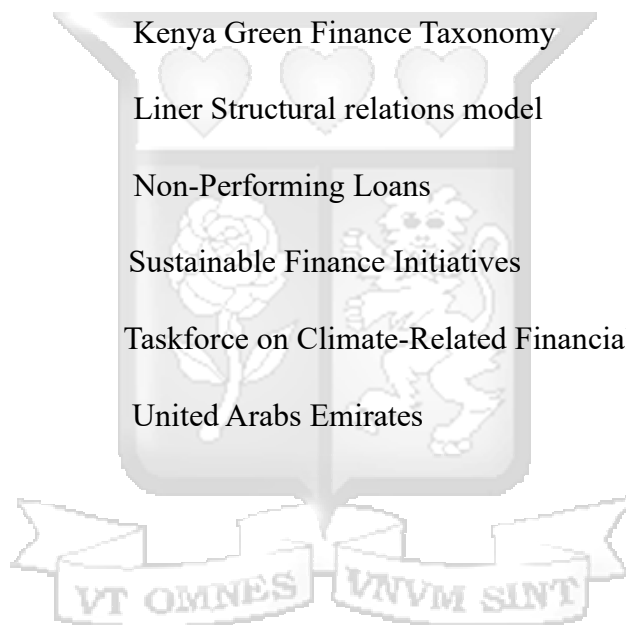 Kenya Green Finance Taxonomy
Liner Structural relations model
Non-Performing Loans
Sustainable Finance Initiatives
Taskforce on Climate-Related Financia
United Arabs Emirates
VT OMNES VNVM SINT